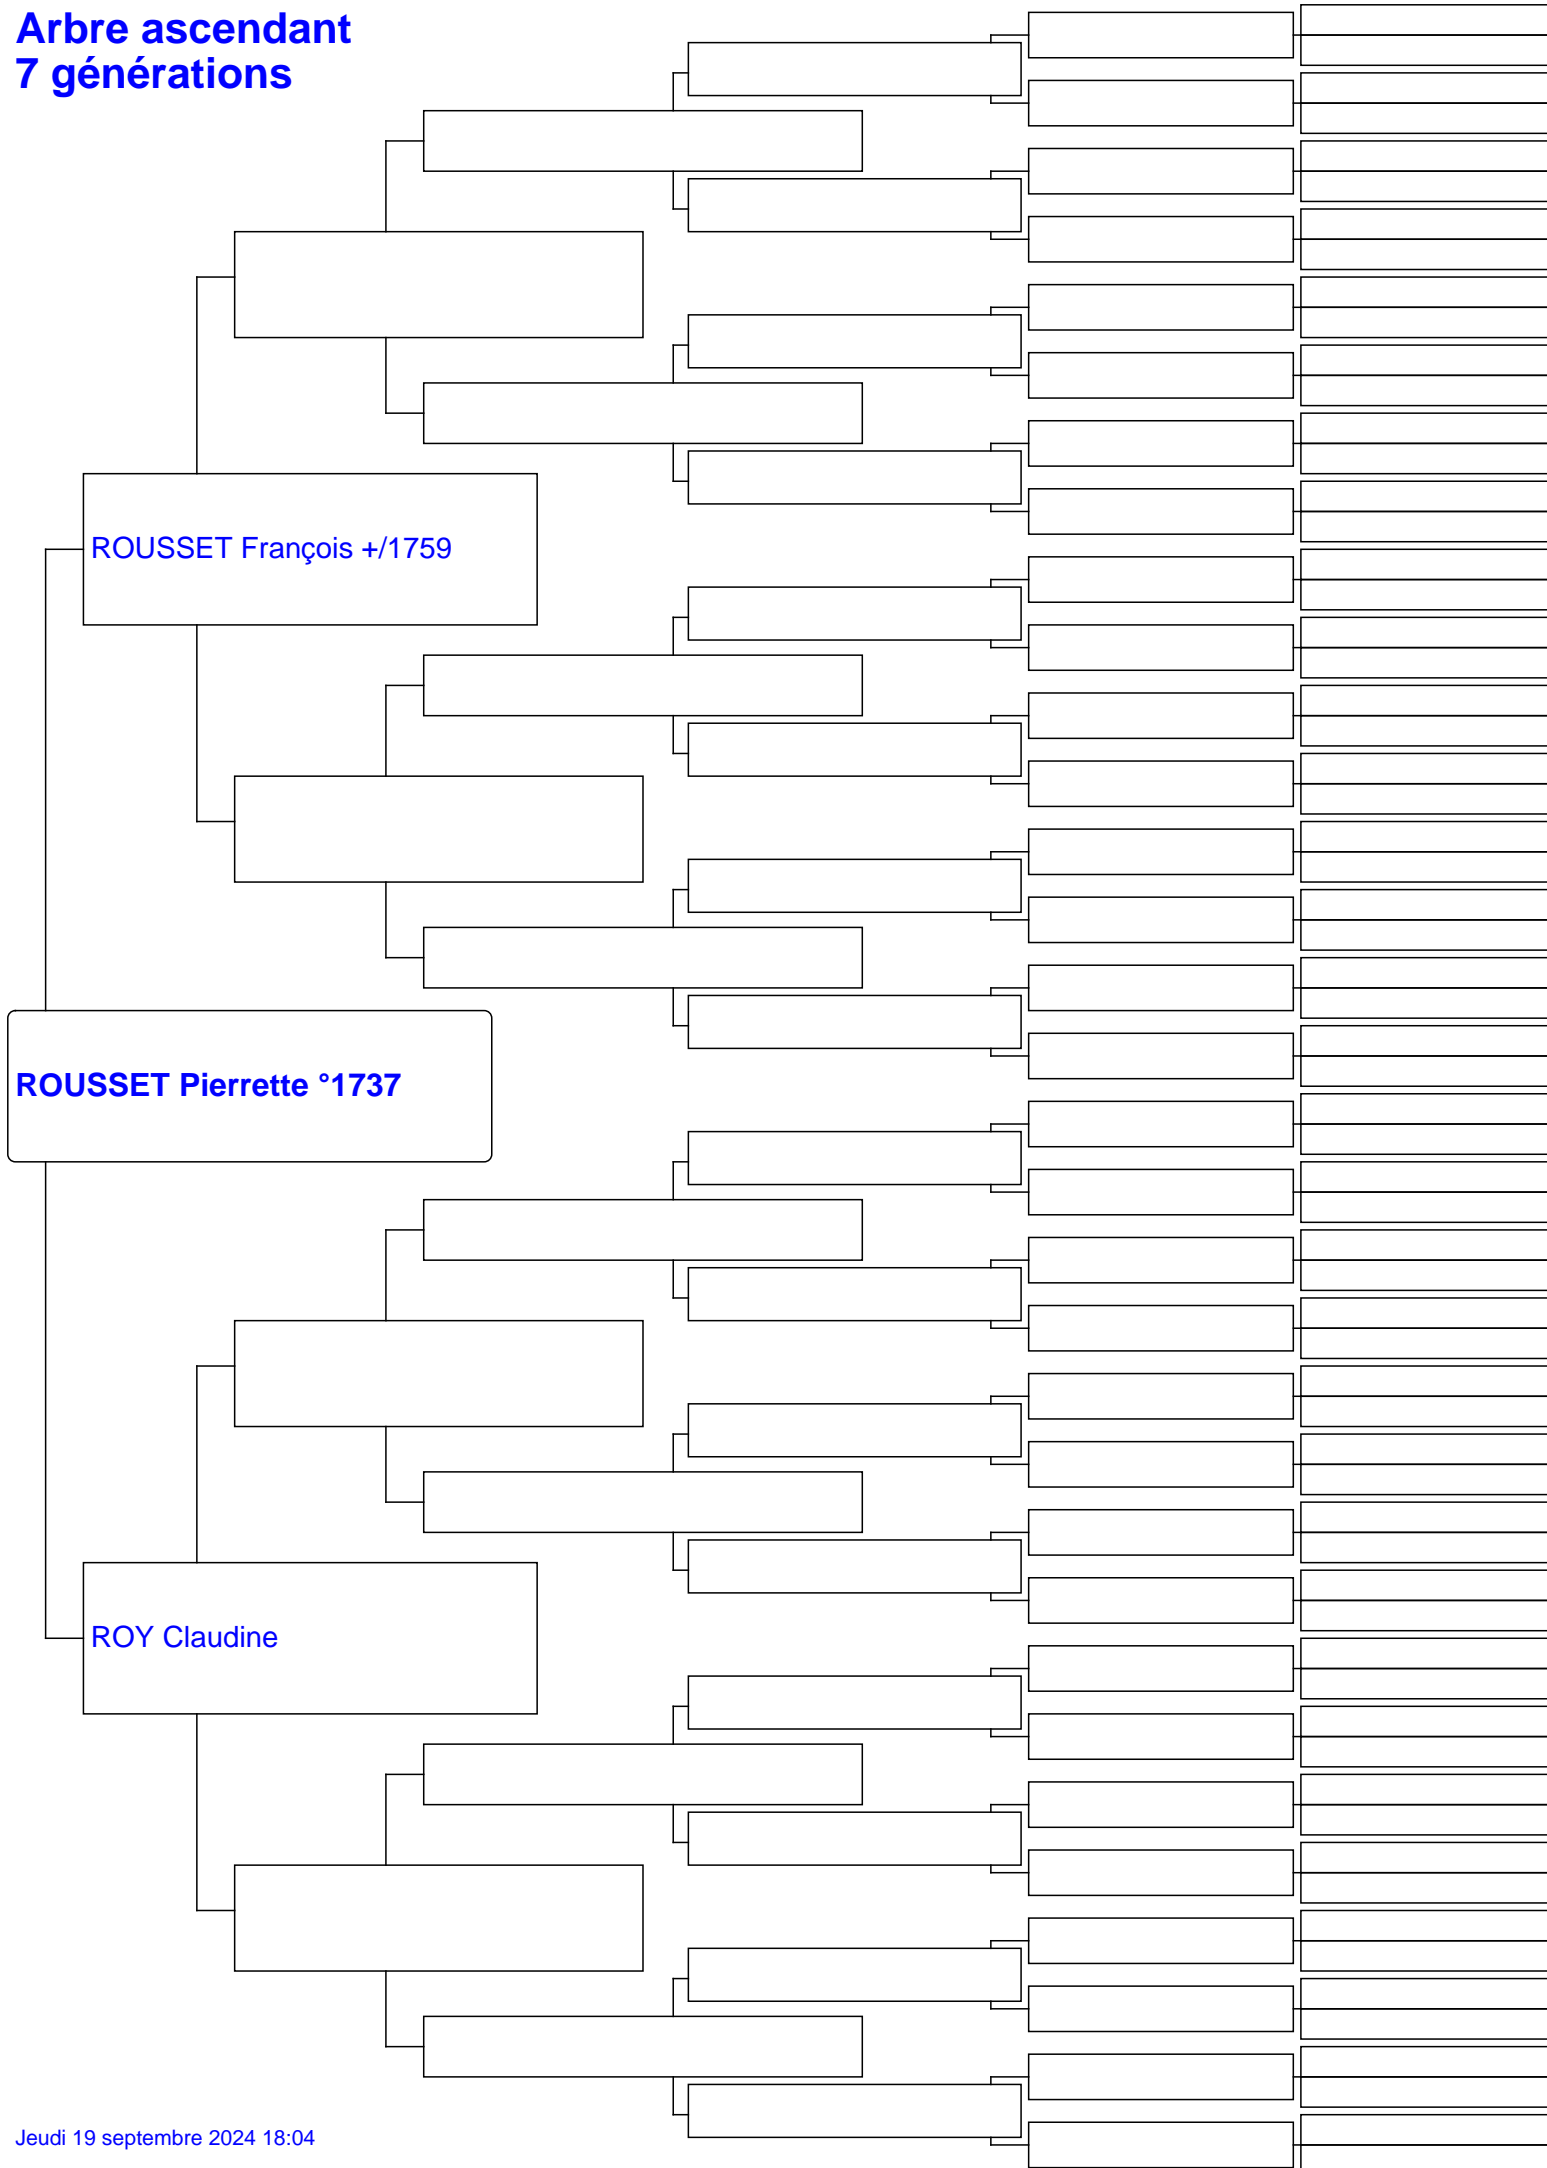 Arbre ascendant
7 générations
ROUSSET François +/1759
ROUSSET Pierrette °1737
ROY Claudine
Jeudi 19 septembre 2024 18:04